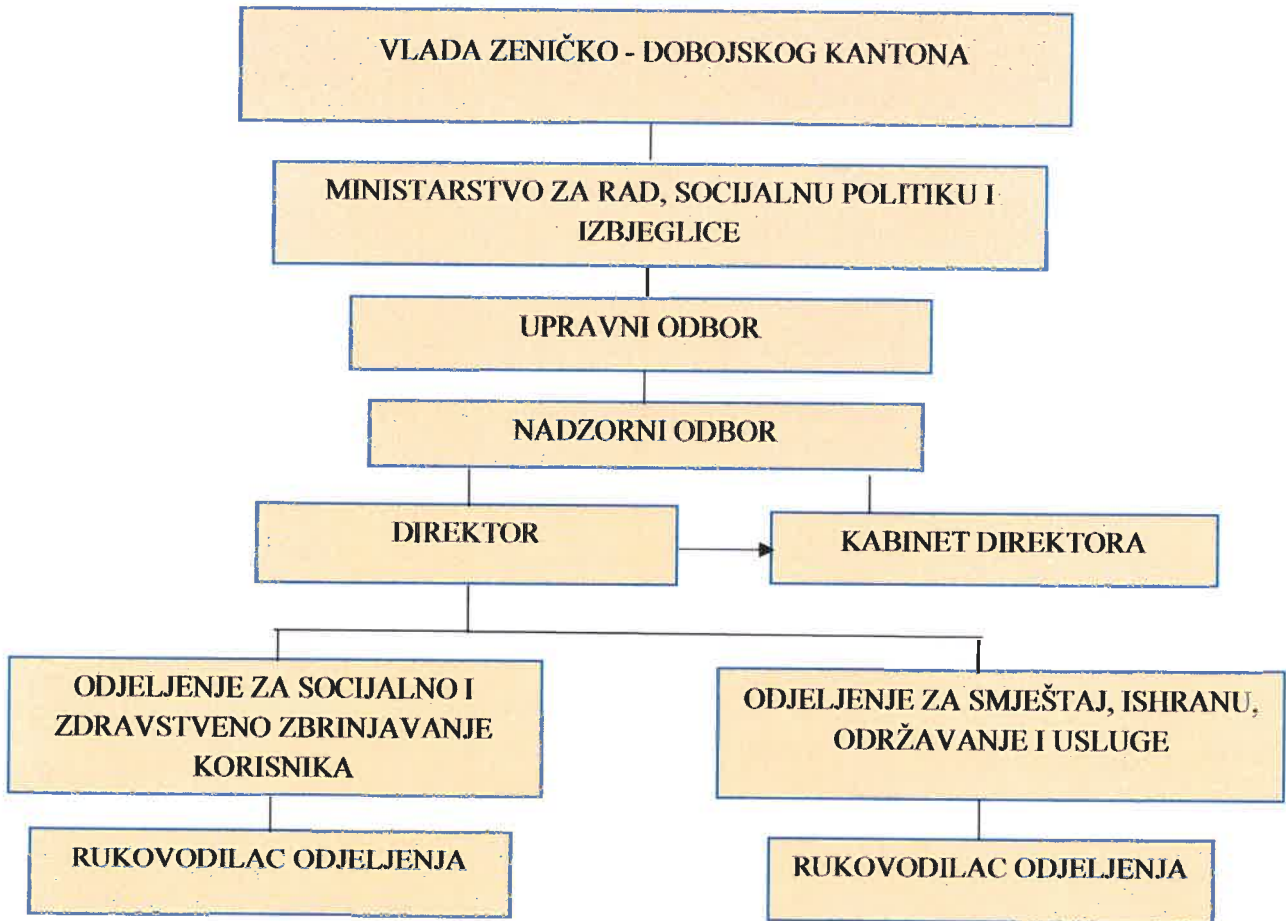 VLADA ZENIČKO - DOBOJSKOG KANTONA
MINISTARSTVO ZA RAD, SOCIJALNU POLITIKU I
IZBJEGLICE
UPRAVNI ODBOR
NADZORNI ODBOR
DIREKTOR
KABINET DIREKTORA
ODJELJENJE ZA SOCIJALNO I
ZDRAVSTVENO ZBRINJAVANJE
KORISNIKA
ODJELJENJE ZA SMJEŠTAJ, ISHRANU,
ODRŽAVANJE I USLUGE
RUKOVODILAC ODJELJENJA
RUKOVODILAC ODJELJENJA